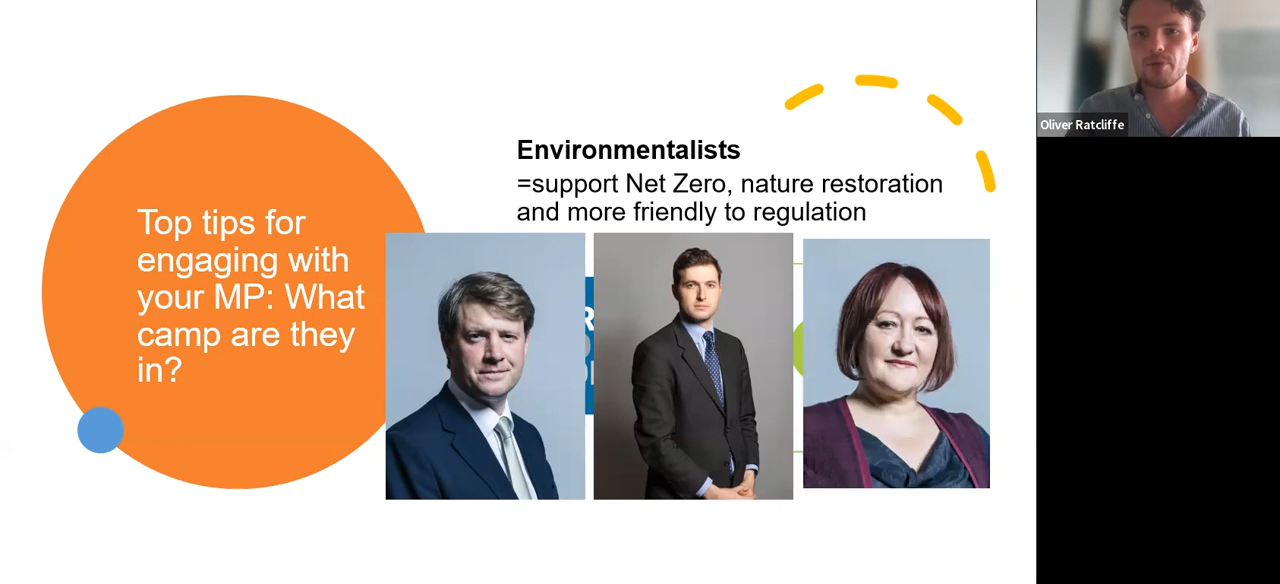 Environmentalists
=support Net Zero, nature restoration
and more friendly to regulation
Top tips for
engaging with
your MP: What
camp are they
in?
Oliver Ratcliffe